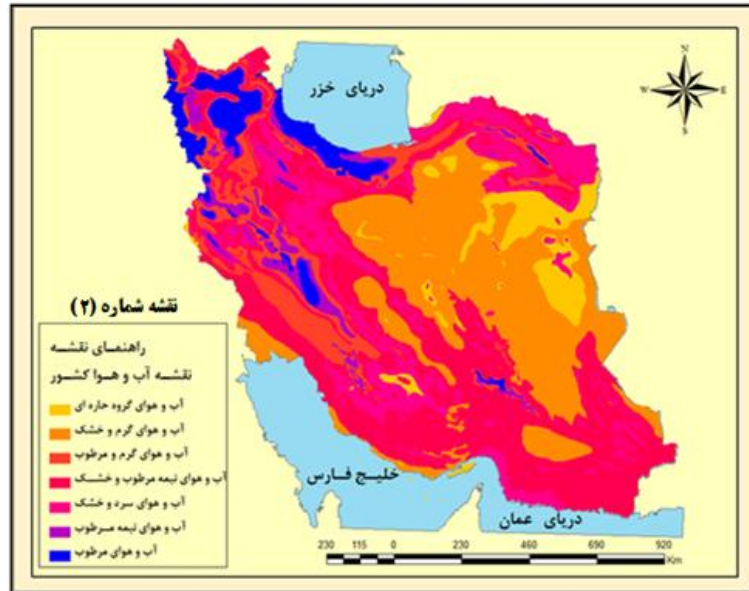 N
W
E
S
دریای خزر
نقشه شماره (۲)
راهنمای نقشه
نقشه آب و هوا کشور
آب و هوای گروه حاره ای
آب و هوای گرم و خشک
آب و هوای گرم و مرطوب
آب و هوای نیمه مرطوب و خشک
آب و هوای سرد و خشک
آب و هوای نیمه مرطوب
آب و هوای مرطوب
خلیج فارس
دریای عمان
230 115 0 230 460 690 920
Km